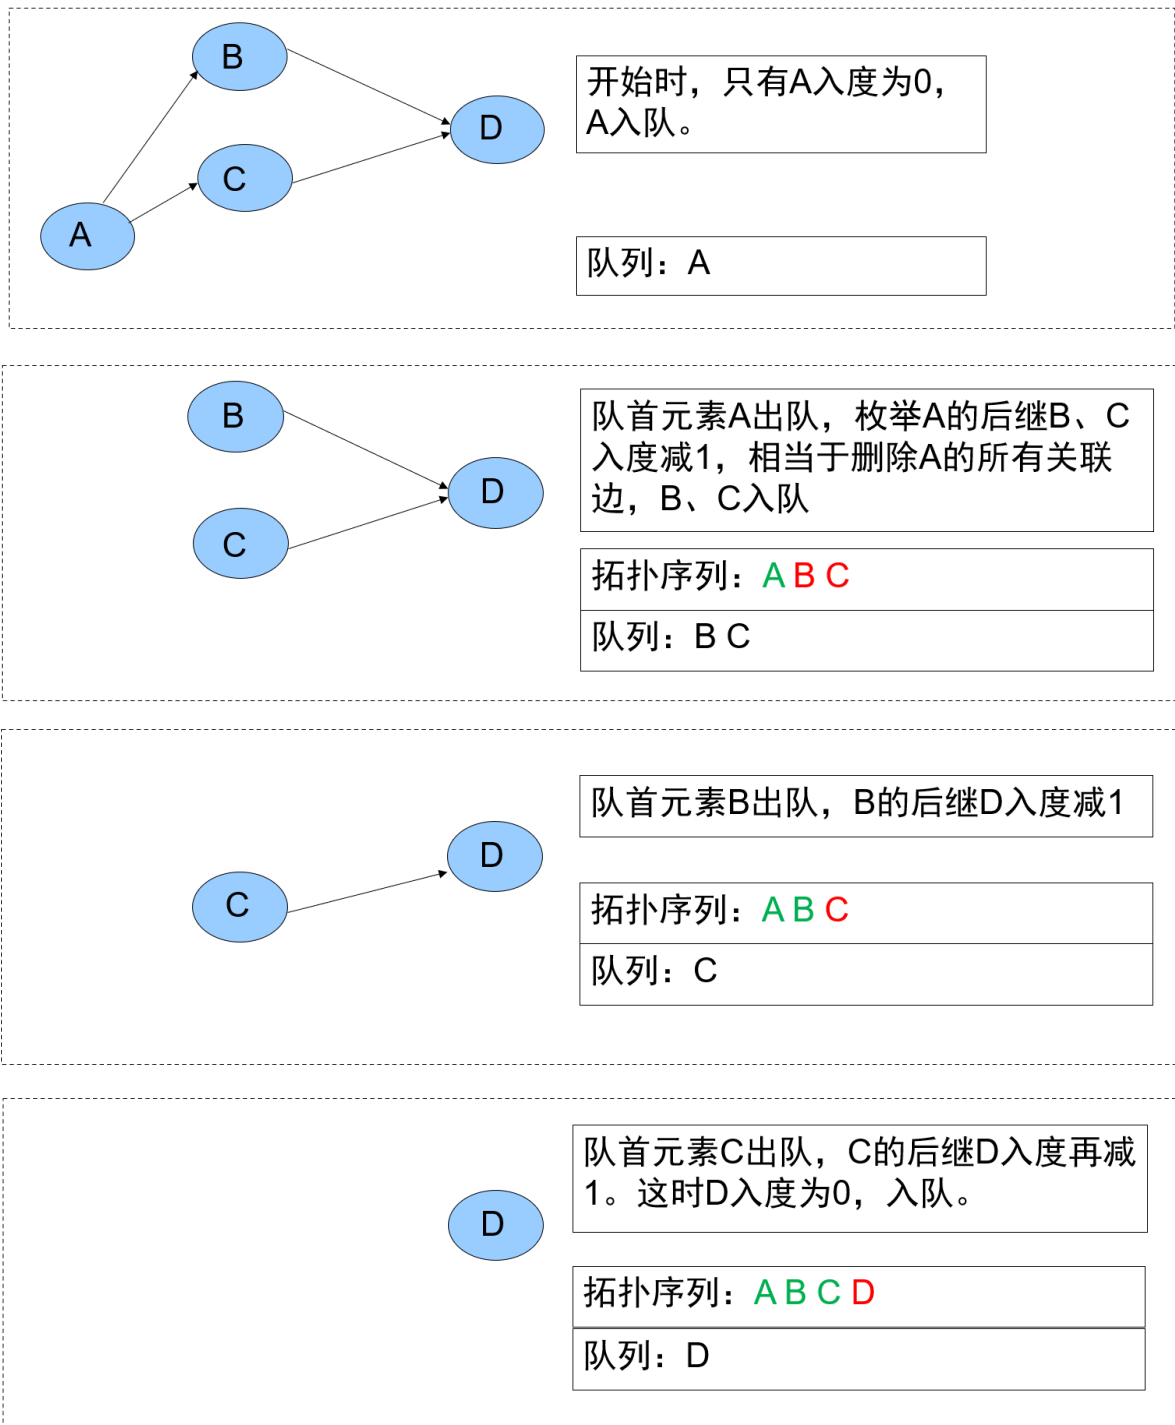 B
D
C
A
开始时，只有A入度为0，
A入队。
队列：A
B
D
C
队首元素A出队，枚举A的后继B、C
入度减1，相当于删除A的所有关联
边，B、C入队
拓扑序列：A B C
队列：B C
D
C
队首元素B出队，B的后继D入度减1
拓扑序列：A B C
队列：C
D
队首元素C出队，C的后继D入度再减
1。这时D入度为0，入队。
拓扑序列：A B C D
队列：D